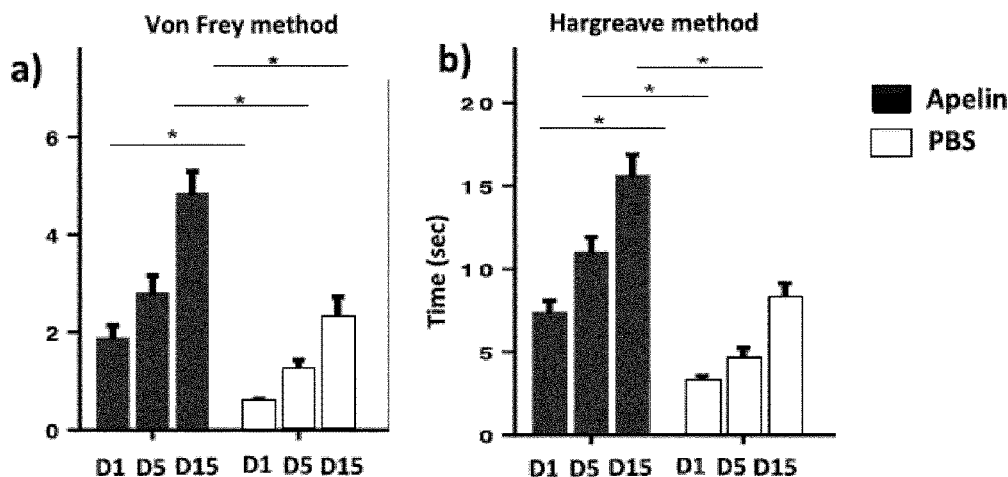 Von Frey method
a)
*
*
*
6
4
2
0
D1 D5 D15 D1 D5 D15
Hargreave method
b)
*
*
*
20
15
10
5
0
Time (sec)
D1 D5 D15 D1 D5 D15
Apelin
PBS